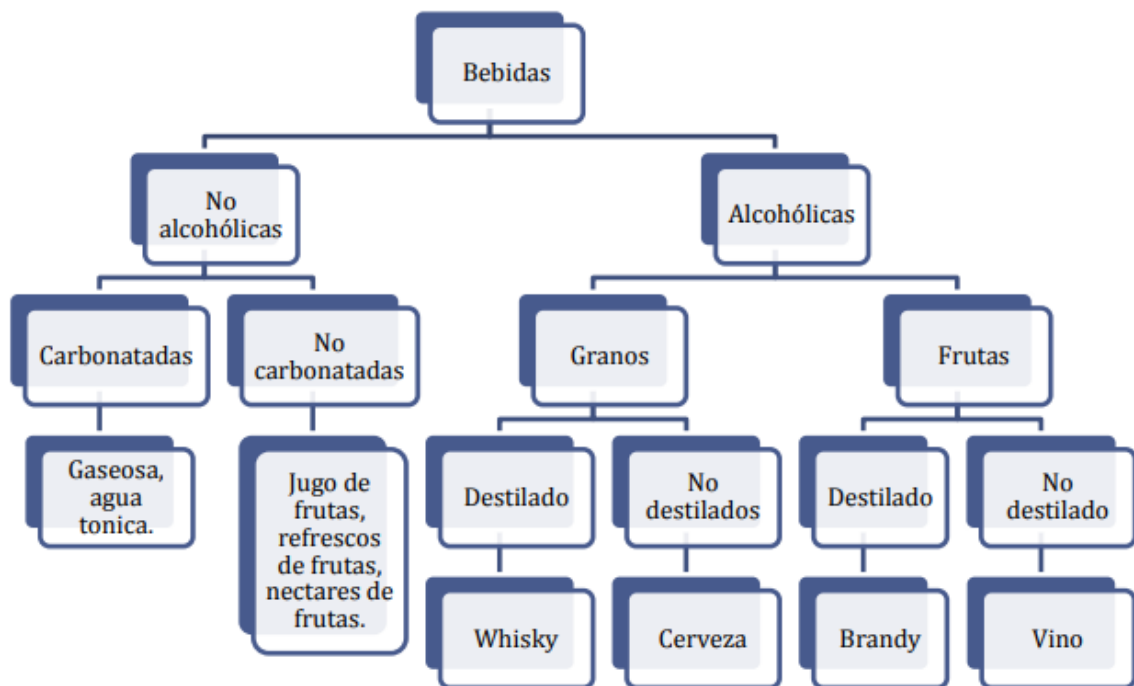 Bebidas
No
alcohólicas
Alcohólicas
Carbonatadas
No
carbonatadas
Granos
Frutas
Gaseosa,
agua
tonica.
Jugo de
frutas,
refrescos
de frutas,
nectares de
frutas.
Destilado
No
destilados
Destilado
No
destilado
Whisky
Cerveza
Brandy
Vino